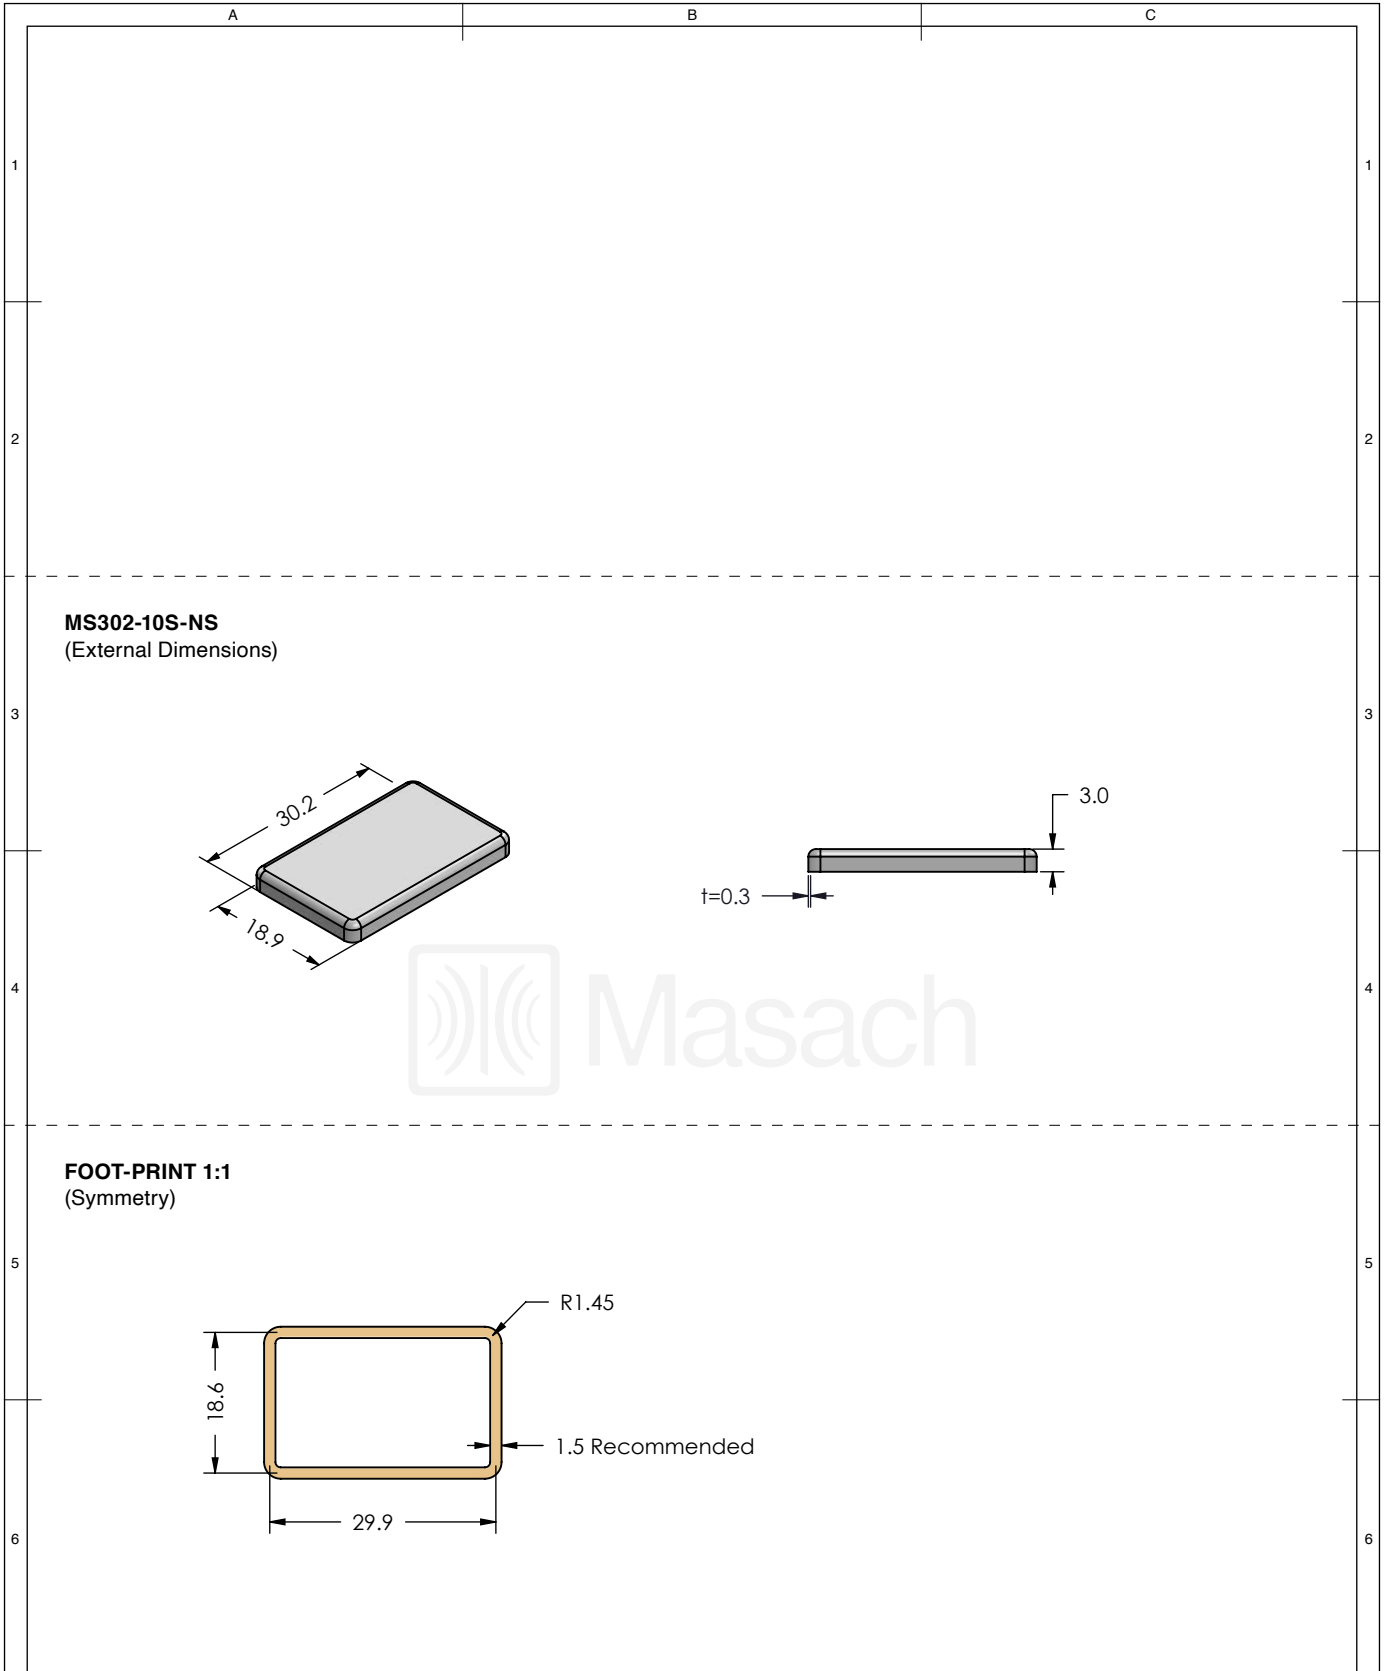 A B C
1 1
2 2
MS302-10S-NS
(External Dimensions)
3 3
30.2
18.9
3.0
t=0.3
Masach
4 4
FOOT-PRINT 1:1
(Symmetry)
5 5
R1.45
18.6
1.5 Recommended
29.9
6 6